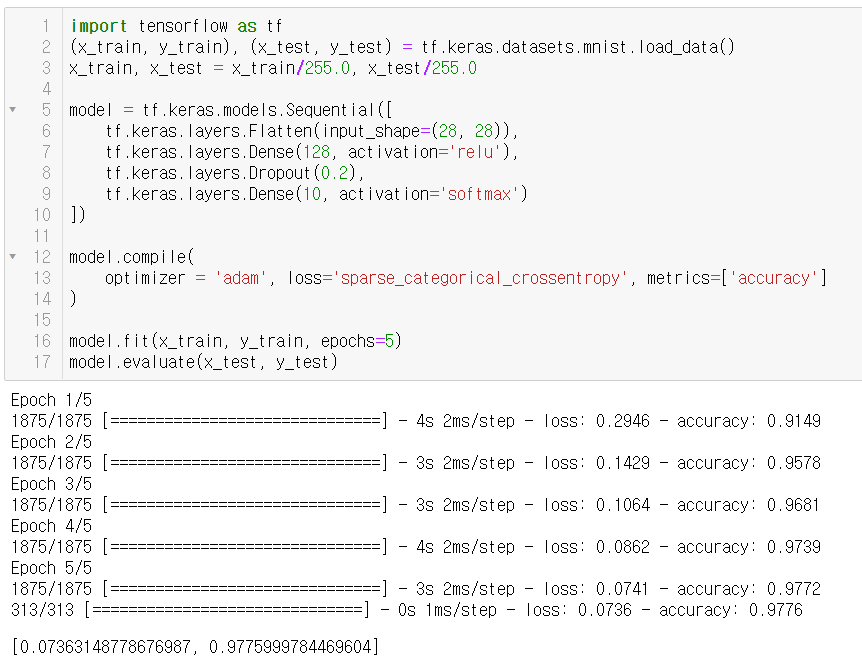 1 import tensorflow as tf
2 (x_train, y_train), (x_test, y_test) = tf.keras.datasets.mnist.load_data()
3 x_train, x_test = x_train/255.0, x_test/255.0
4
5 model = tf.keras.models.Sequential([
6     tf.keras.layers.Flatten(input_shape=(28, 28)),
7     tf.keras.layers.Dense(128, activation='relu'),
8     tf.keras.layers.Dropout(0.2),
9     tf.keras.layers.Dense(10, activation='softmax')
10 ])
11
12 model.compile(
13     optimizer = 'adam', loss='sparse_categorical_crossentropy', metrics=['accuracy']
14 )
15
16 model.fit(x_train, y_train, epochs=5)
17 model.evaluate(x_test, y_test)
Epoch 1/5
1875/1875 [==============================] - 4s 2ms/step - loss: 0.2946 - accuracy: 0.9149
Epoch 2/5
1875/1875 [==============================] - 3s 2ms/step - loss: 0.1429 - accuracy: 0.9578
Epoch 3/5
1875/1875 [==============================] - 3s 2ms/step - loss: 0.1064 - accuracy: 0.9681
Epoch 4/5
1875/1875 [==============================] - 4s 2ms/step - loss: 0.0862 - accuracy: 0.9739
Epoch 5/5
1875/1875 [==============================] - 3s 2ms/step - loss: 0.0741 - accuracy: 0.9772
313/313 [==============================] - 0s 1ms/step - loss: 0.0736 - accuracy: 0.9776
[0.07363148778676987, 0.9775999784469604]